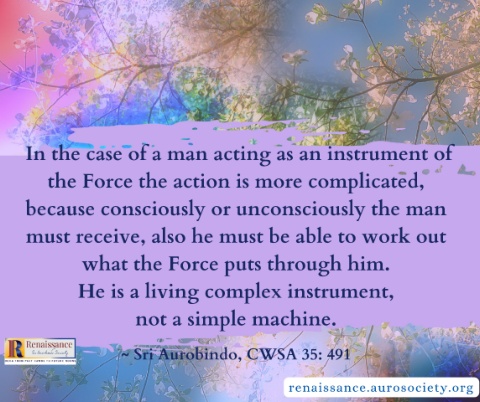 In the case of a man acting as an instrument of
the Force the action is more complicated,
because consciously or unconsciously the man
must receive, also he must be able to work out
what the Force puts through him.
He is a living complex instrument,
not a simple machine.
~ Sri Aurobindo, CWSA 35: 491
Renaissance
renaissance.aurosociety.org